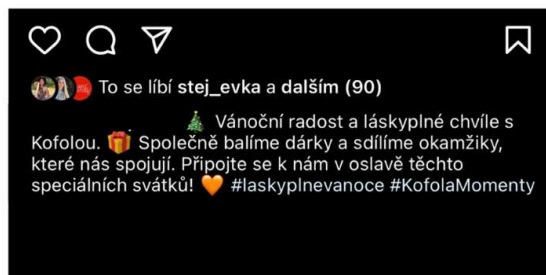 To se líbí stej_evka a dalším (90)
🎄 Vánoční radost a láskyplné chvíle s
Kofolou. 🎁 Společně balíme dárky a sdílíme okamžiky,
které nás spojují. Připojte se k nám v oslavě těchto
speciálních svátků! 🧡 #laskyplnevanoce #KofolaMomenty